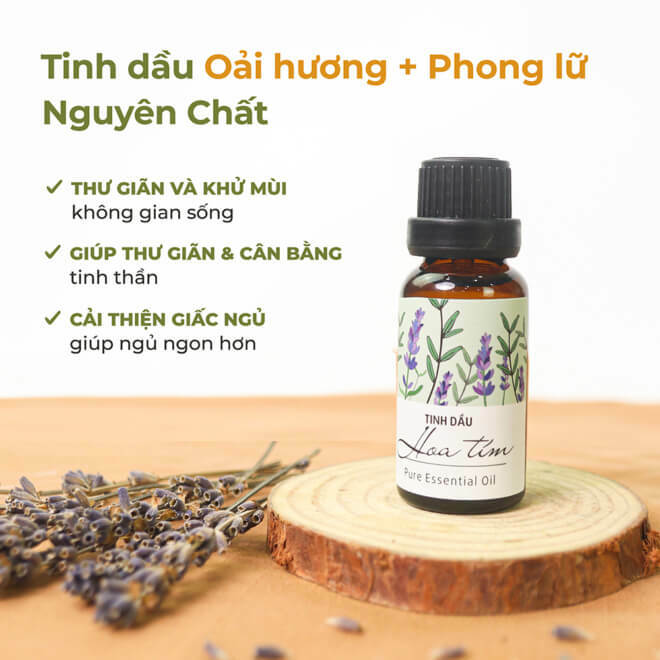 Tinh dầu Oải hương + Phong lữ
Nguyên Chất
THƯ GIÃN VÀ KHỬ MÙI
không gian sống
GIÚP THƯ GIÃN & CÂN BẰNG
tinh thần
CẢI THIỆN GIẤC NGỦ
giúp ngủ ngon hơn
TINH DẦU
Hoa tím
Pure Essential Oil